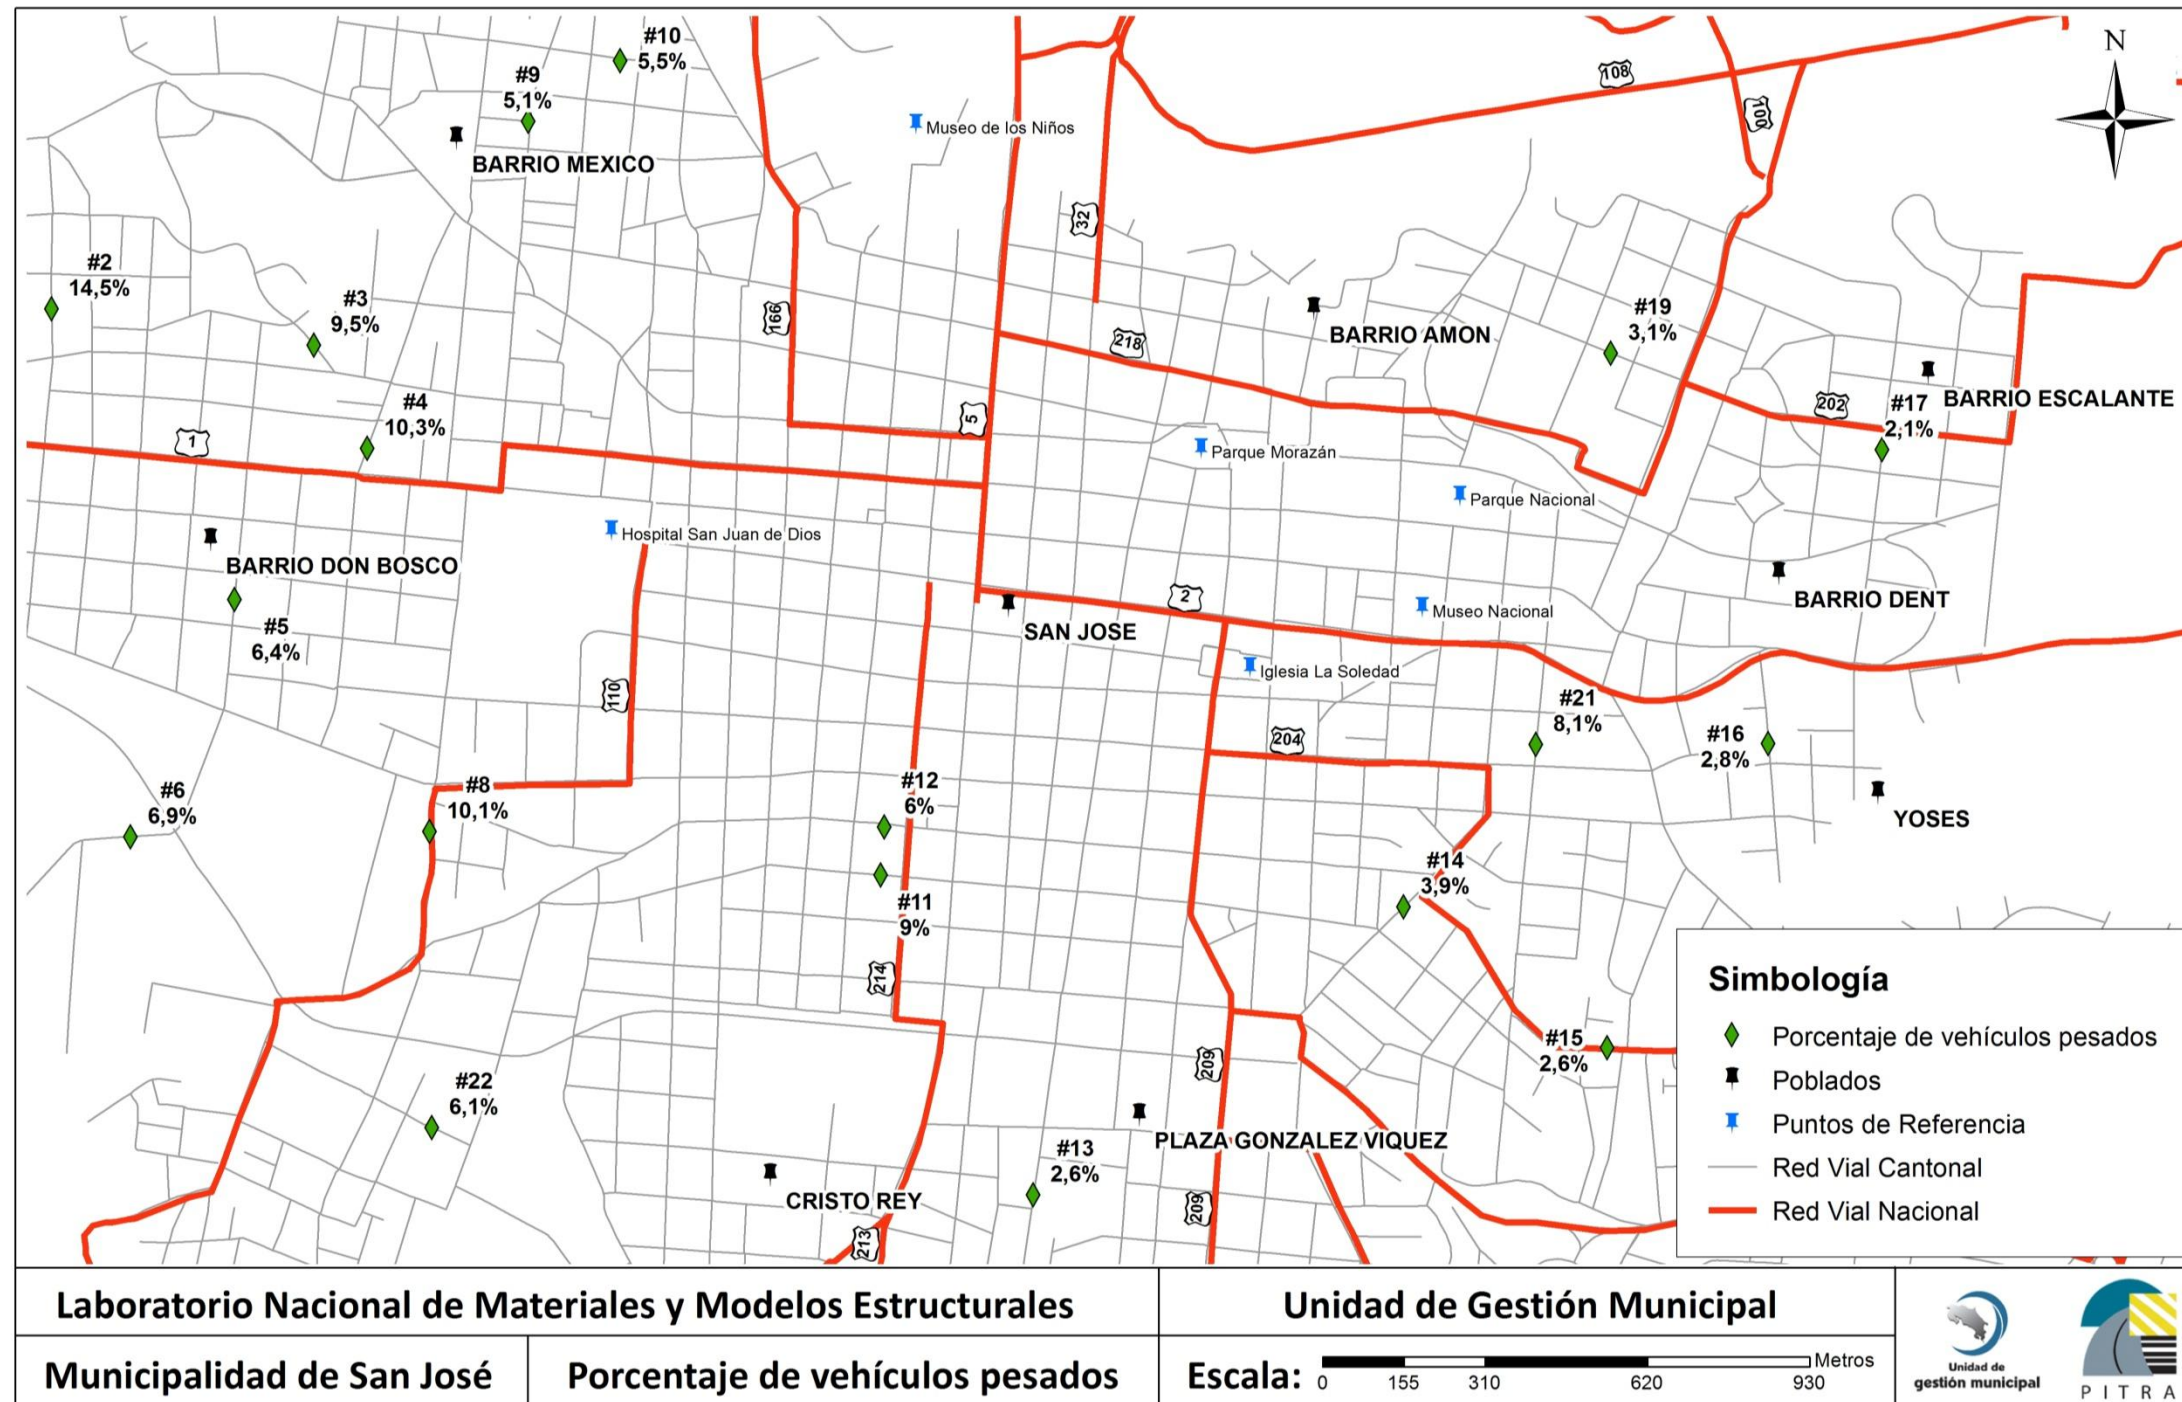 #10
5,5%
#9
5,1%
BARRIO MEXICO
Museo de los Niños
108
100
N
32
#2
14,5%
#3
9,5%
166
218
BARRIO AMON
#19
3,1%
#4
10,3%
1
5
202
#17
2,1%
BARRIO ESCALANTE
Parque Morazán
Parque Nacional
Hospital San Juan de Dios
BARRIO DON BOSCO
#5
6,4%
SAN JOSE
2
Museo Nacional
BARRIO DENT
Iglesia La Soledad
110
204
#21
8,1%
#16
2,8%
YOSES
#6
6,9%
#8
10,1%
#12
6%
#11
9%
#14
3,9%
214
209
#15
2,6%
#22
6,1%
#13
2,6%
PLAZA GONZALEZ VIQUEZ
CRISTO REY
213
209
Simbología
Porcentaje de vehículos pesados
Poblados
Puntos de Referencia
Red Vial Cantonal
Red Vial Nacional
Laboratorio Nacional de Materiales y Modelos Estructurales
Unidad de Gestión Municipal
Municipalidad de San José
Porcentaje de vehículos pesados
Escala:
0 155 310 620 930
Metros
Unidad de
gestión municipal
PITRA